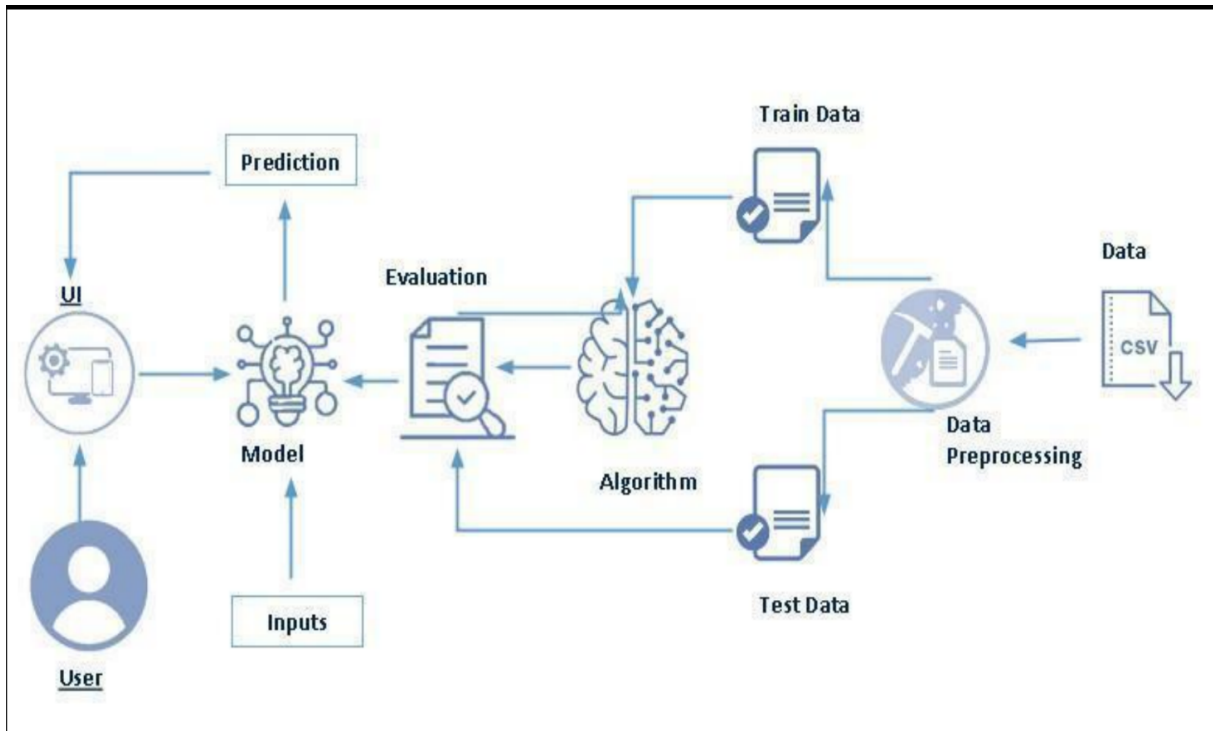 Train Data
Prediction
Data
Evaluation
UI
CSV
Model
Data
Preprocessing
Algorithm
Inputs
Test Data
User